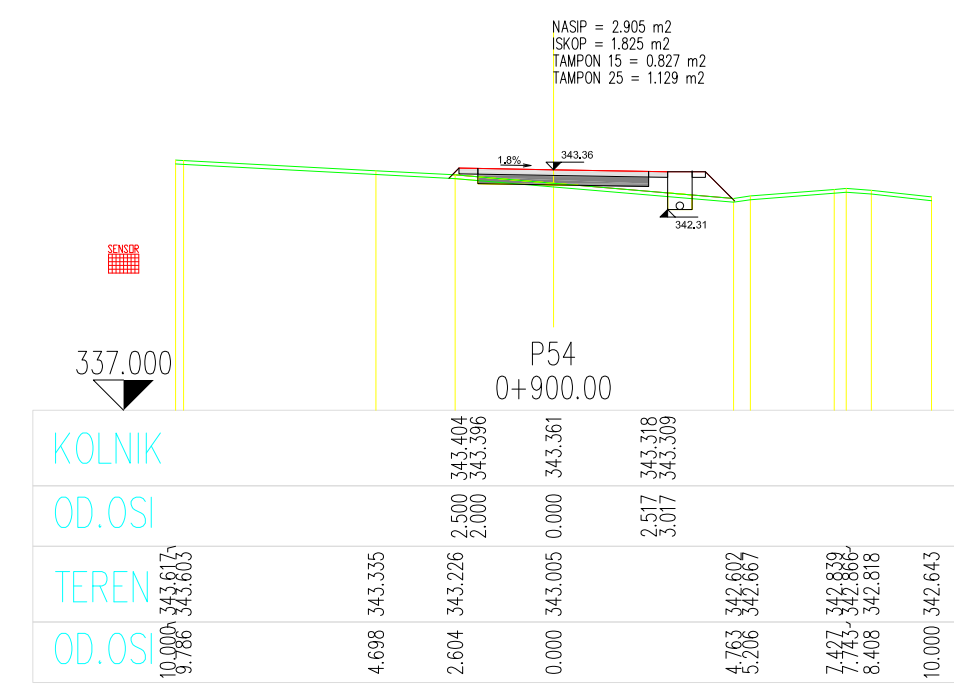 NASIP = 2.905 m2
ISKOP = 1.825 m2
TAMPON 15 = 0.827 m2
TAMPON 25 = 1.129 m2
1.8%
343.36
342.31
SENSOR
337.000
P54
0+900.00
KOLNIK 343.404 343.396 343.361 343.318 343.309
OD.OSI 2.500 2.000 0.000 2.517 3.017
TEREN 343.617 343.603 343.335 343.226 343.005 342.602 342.667 342.839 342.866 342.818 342.643
OD.OSI 10.000 9.786 4.698 2.604 0.000 4.763 5.206 7.427 7.743 8.408 10.000